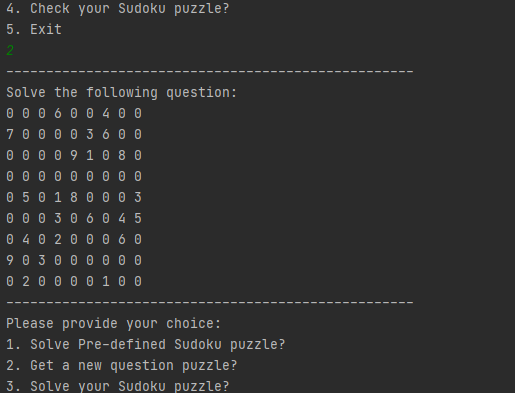 4. Check your Sudoku puzzle?
5. Exit
2
---------------------------------------------------
Solve the following question:
0 0 0 6 0 0 4 0 0
7 0 0 0 0 3 6 0 0
0 0 0 0 9 1 0 8 0
0 0 0 0 0 0 0 0 0
0 5 0 1 8 0 0 0 3
0 0 0 3 0 6 0 4 5
0 4 0 2 0 0 0 6 0
9 0 3 0 0 0 0 0 0
0 2 0 0 0 0 1 0 0
---------------------------------------------------
Please provide your choice:
1. Solve Pre-defined Sudoku puzzle?
2. Get a new question puzzle?
3. Solve your Sudoku puzzle?